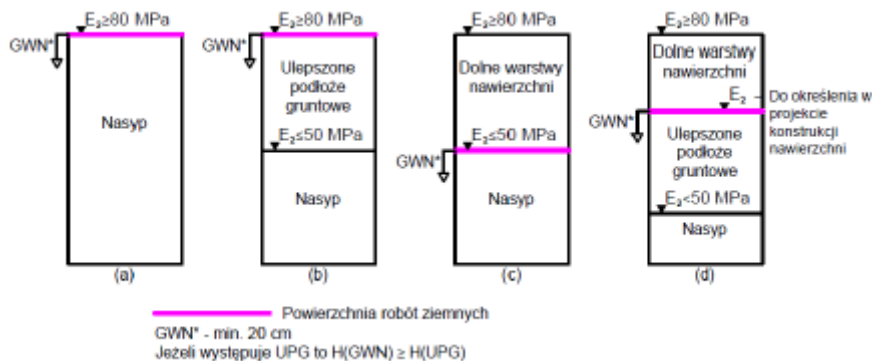 E₂≥80 MPa
GWN*
Nasyp
(a)
E₂≥80 MPa
GWN*
Ulepszone
podłoże
gruntowe
E₂≤50 MPa
Nasyp
(b)
E₂≥80 MPa
Dolne warstwy
nawierzchni
E₂≤50 MPa
GWN*
Nasyp
(c)
E₂≥80 MPa
Dolne warstwy
nawierzchni
E₂
Do określenia w
projekcie
konstrukcji
nawierzchni
GWN*
Ulepszone
podłoże
gruntowe
E₂<50 MPa
Nasyp
(d)
Powierzchnia robót ziemnych
GWN* - min. 20 cm
Jeżeli występuje UPG to H(GWN) ≥ H(UPG)